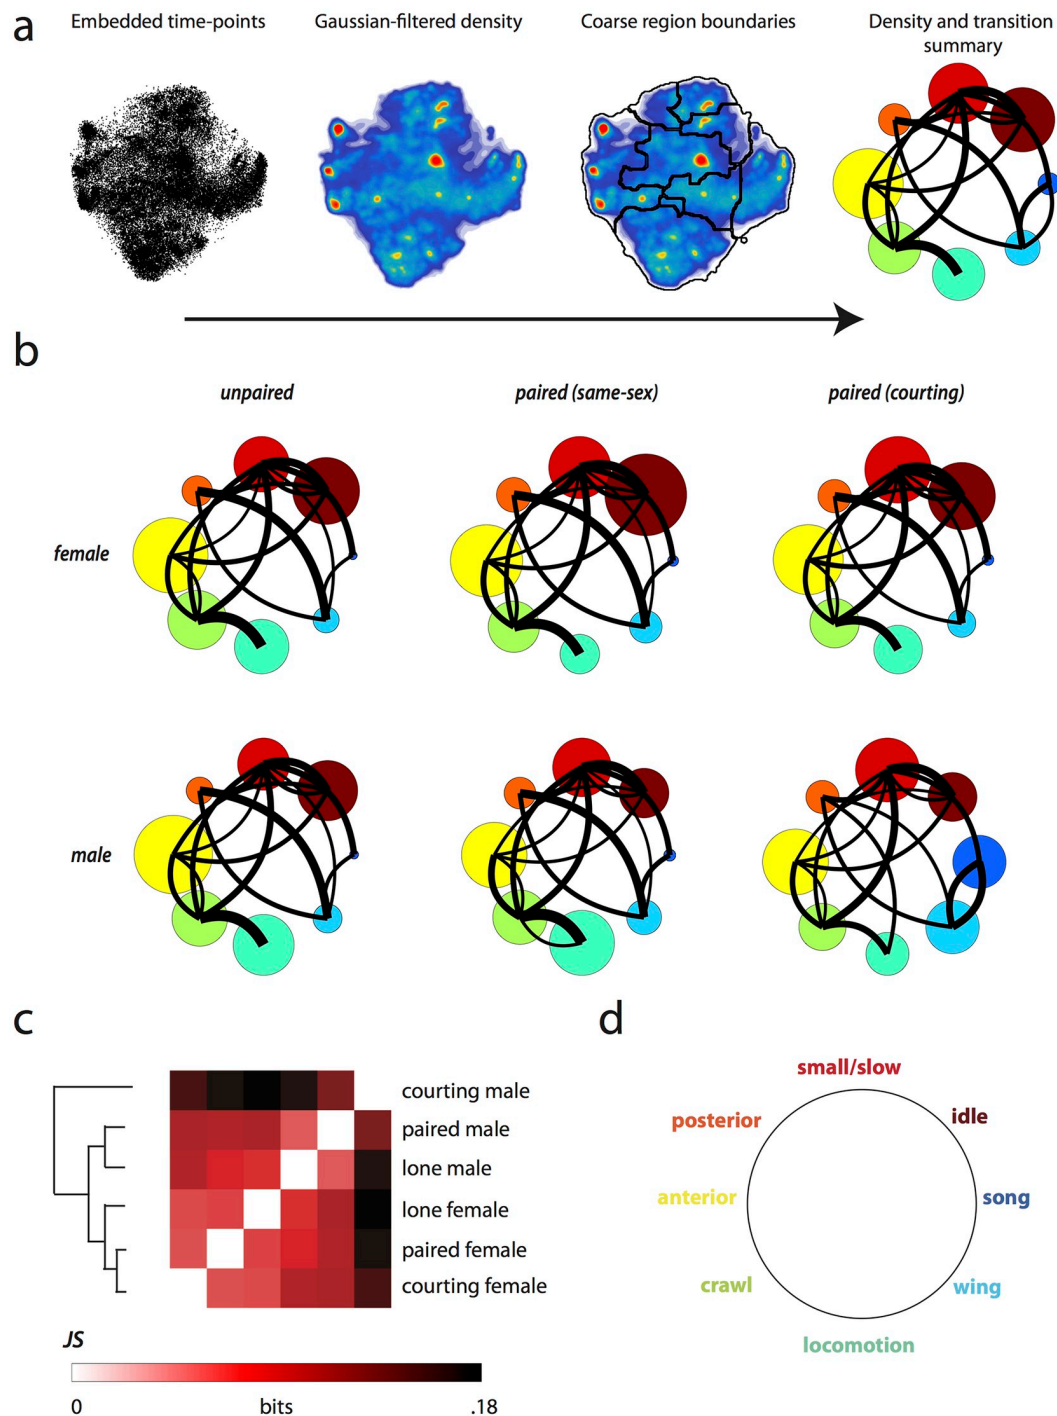 a
Embedded time-points
Gaussian-filtered density
Coarse region boundaries
Density and transition
summary
b
unpaired
paired (same-sex)
paired (courting)
female
male
c
courting male
paired male
lone male
lone female
paired female
courting female
JS
0
bits
.18
d
small/slow
posterior
idle
anterior
song
crawl
wing
locomotion